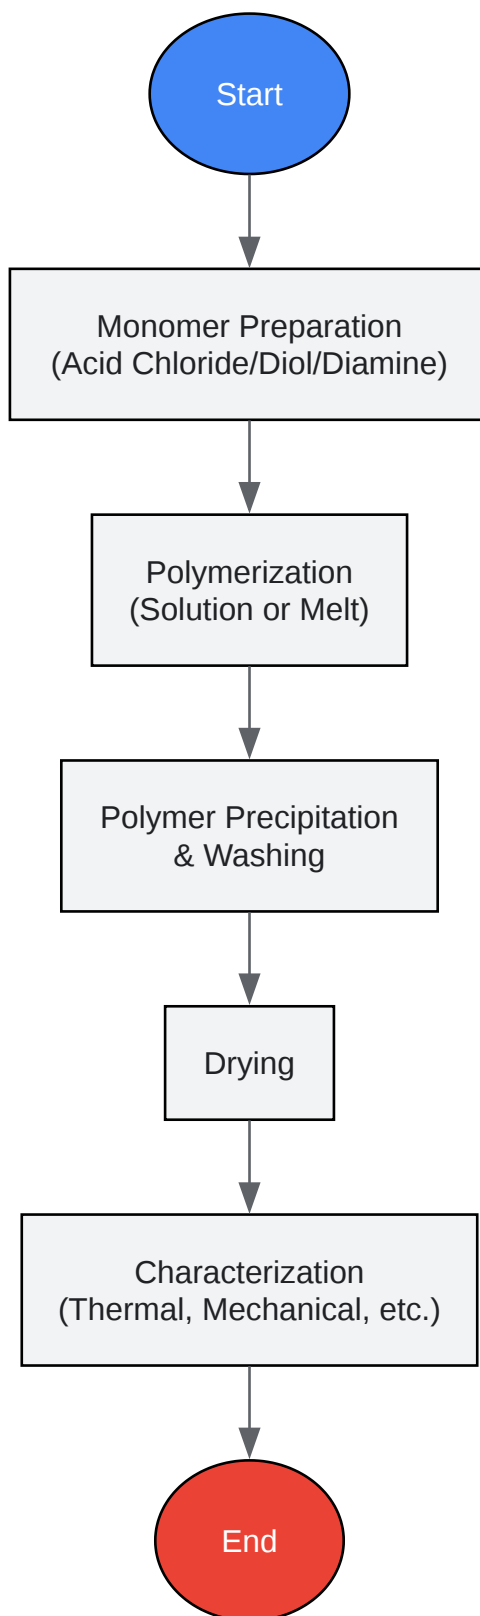 Start
Monomer Preparation
(Acid Chloride/Diol/Diamine)
Polymerization
(Solution or Melt)
Polymer Precipitation
& Washing
Drying
Characterization
(Thermal, Mechanical, etc.)
End